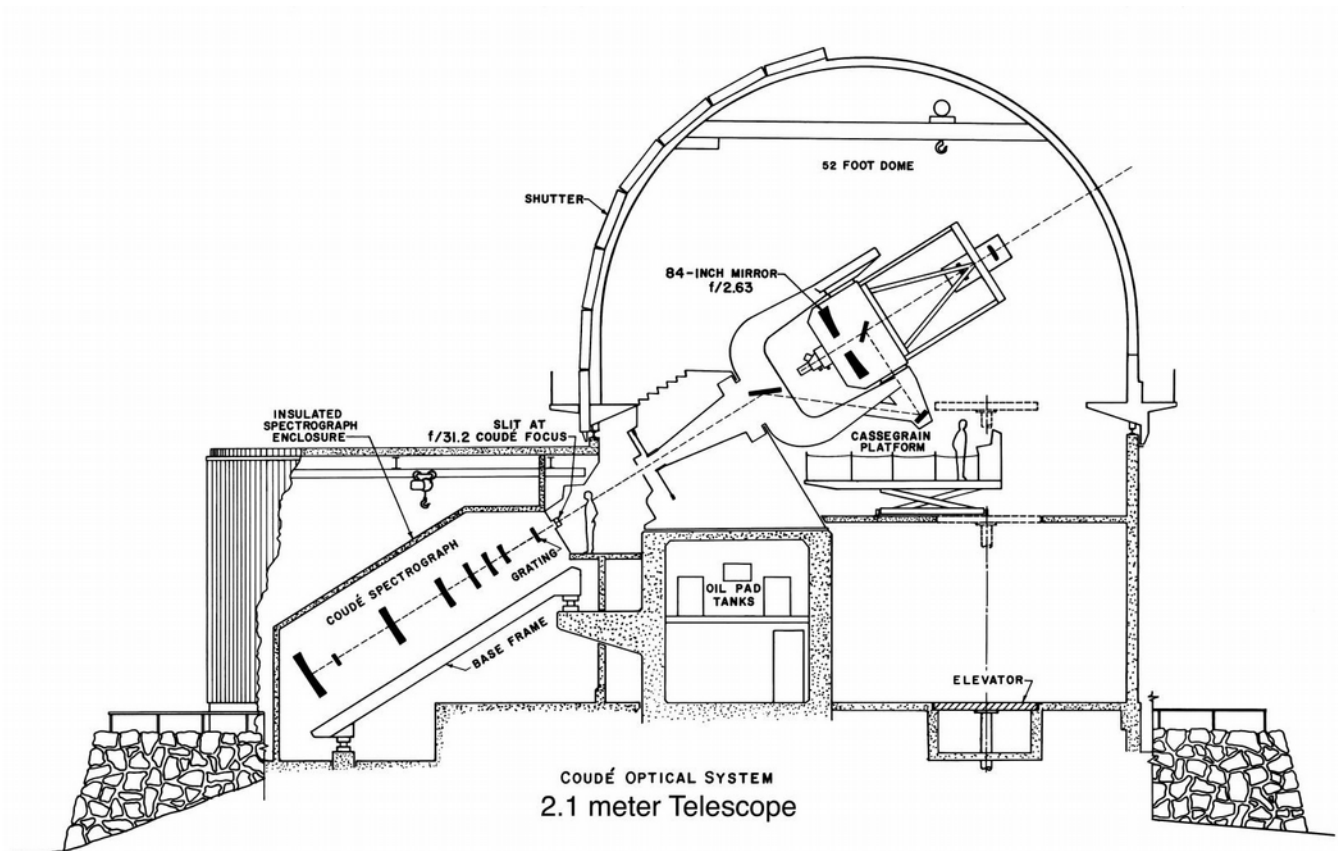 52 FOOT DOME
SHUTTER
84-INCH MIRROR
f/2.63
INSULATED
SPECTROGRAPH
ENCLOSURE
SLIT AT
f/31.2 COUDÉ FOCUS
CASSEGRAIN
PLATFORM
COUDÉ SPECTROGRAPH
GRATING
OIL PAD
TANKS
BASE FRAME
ELEVATOR
COUDÉ OPTICAL SYSTEM
2.1 meter Telescope